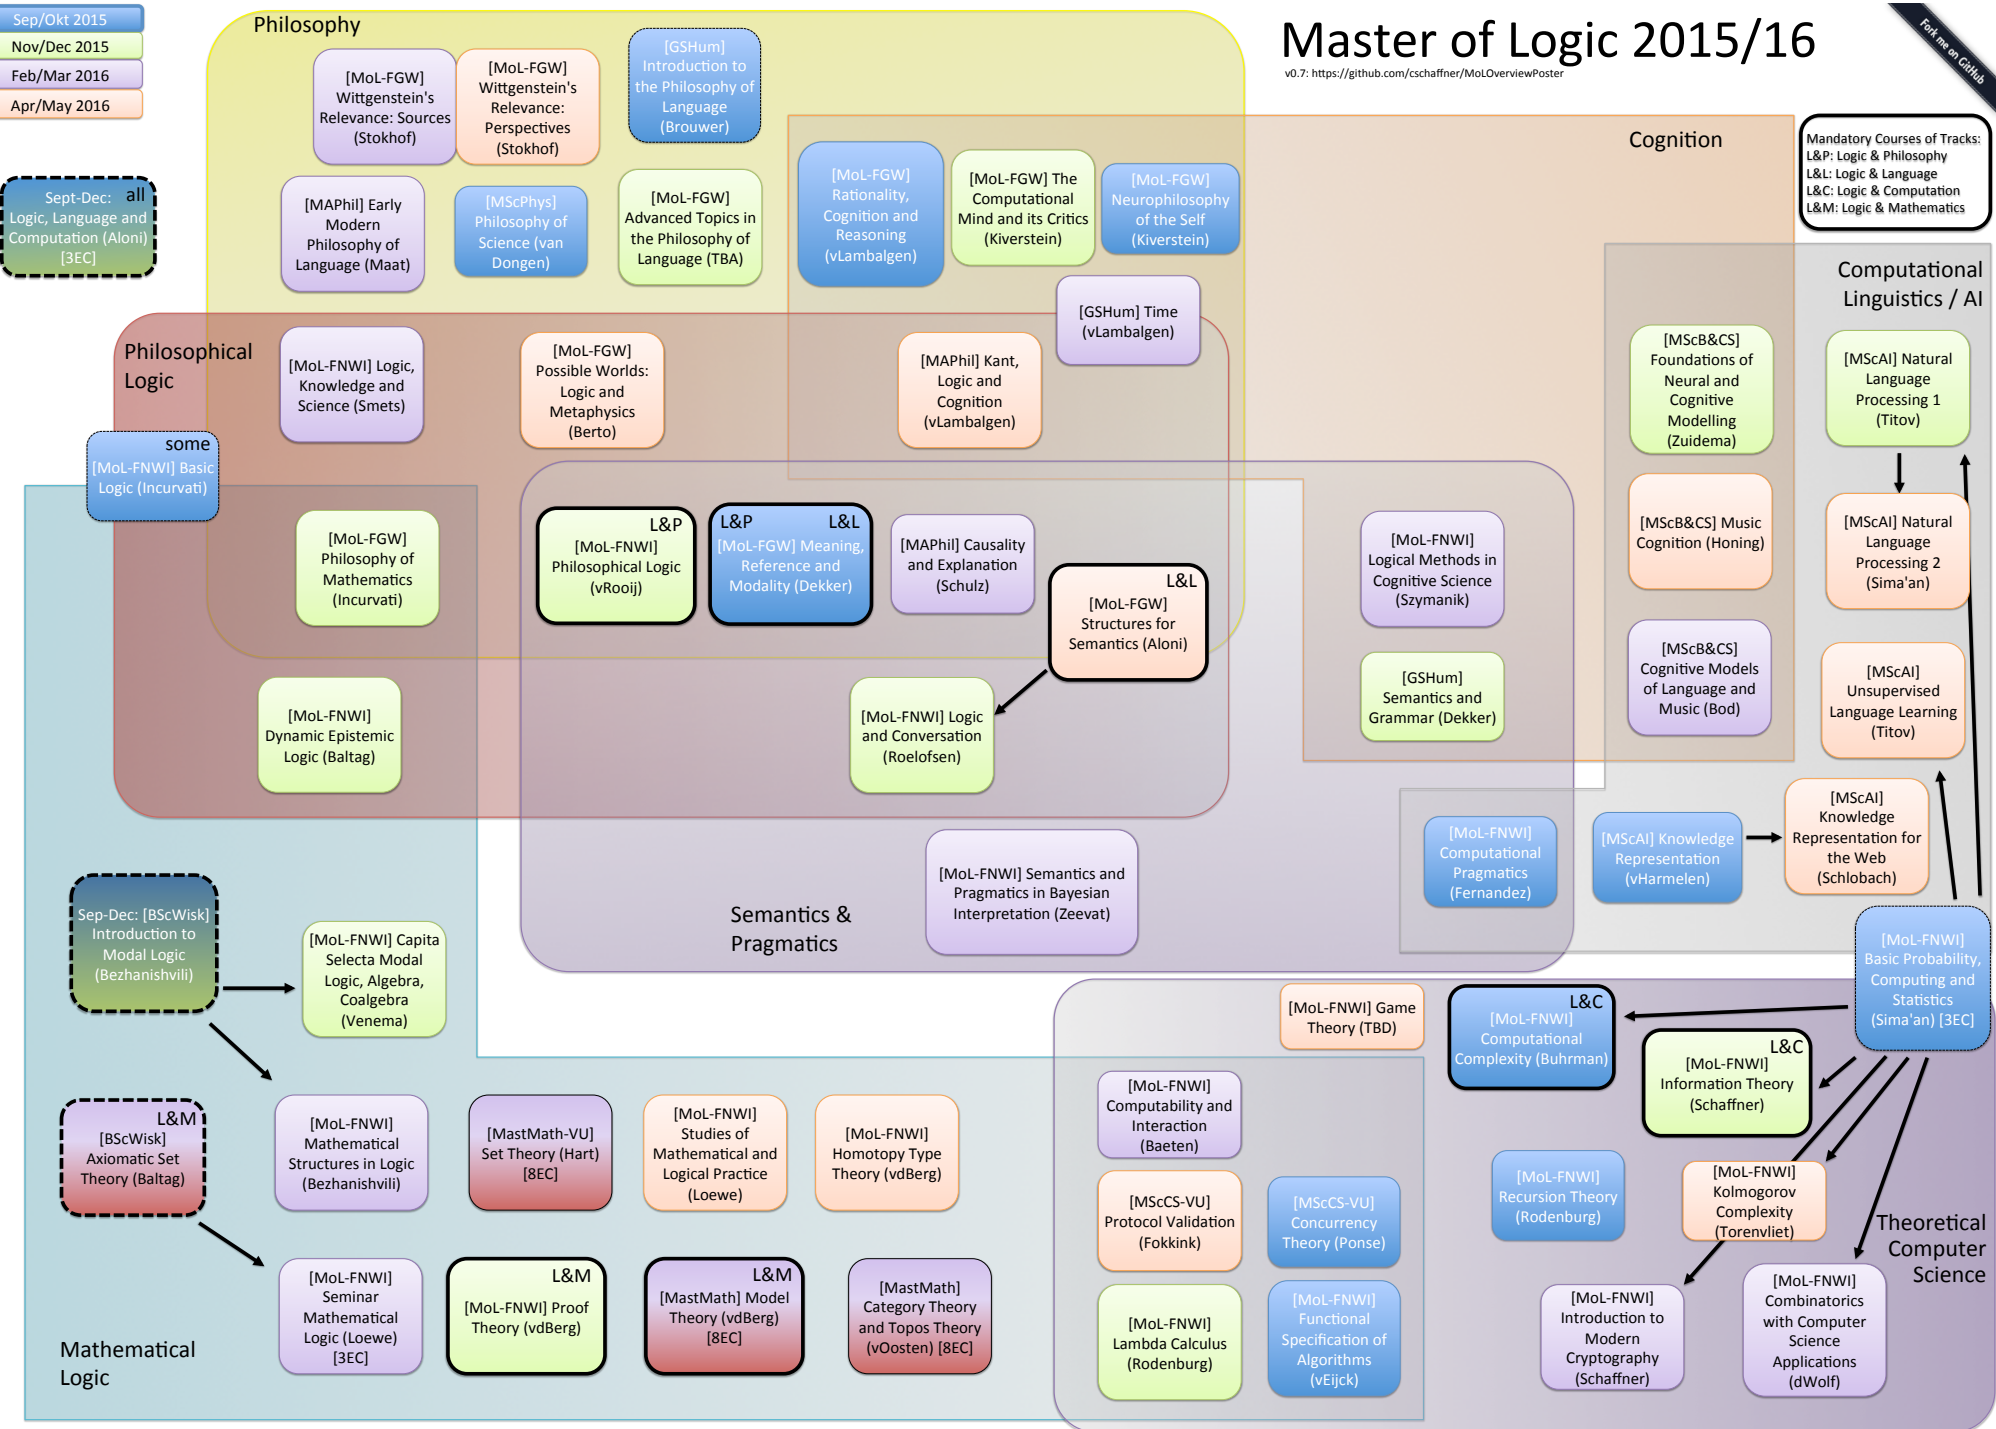 Sep/Okt 2015
Nov/Dec 2015
Feb/Mar 2016
Apr/May 2016
Philosophy
Master of Logic 2015/16
v0.7: https://github.com/cschaffner/MoLOverviewPoster
Fork me on GitHub
Mandatory Courses of Tracks:
L&P: Logic & Philosophy
L&L: Logic & Language
L&C: Logic & Computation
L&M: Logic & Mathematics
all
Sept-Dec:
Logic, Language and
Computation (Aloni)
[3EC]
[MoL-FGW]
Wittgenstein's
Relevance: Sources
(Stokhof)
[MoL-FGW]
Wittgenstein's
Relevance:
Perspectives
(Stokhof)
[GSHum]
Introduction to
the Philosophy of
Language
(Brouwer)
[MAPhil] Early
Modern
Philosophy of
Language (Maat)
[MScPhys]
Philosophy of
Science (van
Dongen)
[MoL-FGW]
Advanced Topics in
the Philosophy of
Language (TBA)
Cognition
[MoL-FGW]
Rationality,
Cognition and
Reasoning
(vLambalgen)
[MoL-FGW] The
Computational
Mind and its Critics
(Kiverstein)
[MoL-FGW]
Neurophilosophy
of the Self
(Kiverstein)
[GSHum] Time
(vLambalgen)
Computational
Linguistics / AI
Philosophical
Logic
[MoL-FNWI] Logic,
Knowledge and
Science (Smets)
[MoL-FGW]
Possible Worlds:
Logic and
Metaphysics
(Berto)
[MAPhil] Kant,
Logic and
Cognition
(vLambalgen)
[MScB&CS]
Foundations of
Neural and
Cognitive
Modelling
(Zuidema)
[MScAI] Natural
Language
Processing 1
(Titov)
some
[MoL-FNWI] Basic
Logic (Incurvati)
[MoL-FGW]
Philosophy of
Mathematics
(Incurvati)
L&P
[MoL-FNWI]
Philosophical Logic
(vRooij)
L&P L&L
[MoL-FGW] Meaning,
Reference and
Modality (Dekker)
[MAPhil] Causality
and Explanation
(Schulz)
L&L
[MoL-FGW]
Structures for
Semantics (Aloni)
[MoL-FNWI]
Logical Methods in
Cognitive Science
(Szymanik)
[MScB&CS] Music
Cognition (Honing)
[MScAI] Natural
Language
Processing 2
(Sima'an)
[MoL-FNWI]
Dynamic Epistemic
Logic (Baltag)
[MoL-FNWI] Logic
and Conversation
(Roelofsen)
[GSHum]
Semantics and
Grammar (Dekker)
[MScB&CS]
Cognitive Models
of Language and
Music (Bod)
[MScAI]
Unsupervised
Language Learning
(Titov)
[MoL-FNWI] Semantics and
Pragmatics in Bayesian
Interpretation (Zeevat)
Semantics &
Pragmatics
[MoL-FNWI]
Computational
Pragmatics
(Fernandez)
[MScAI] Knowledge
Representation
(vHarmelen)
[MScAI]
Knowledge
Representation for
the Web
(Schlobach)
Sep-Dec: [BScWisk]
Introduction to
Modal Logic
(Bezhanishvili)
[MoL-FNWI] Capita
Selecta Modal
Logic, Algebra,
Coalgebra
(Venema)
[MoL-FNWI]
Basic Probability,
Computing and
Statistics
(Sima'an) [3EC]
[MoL-FNWI] Game
Theory (TBD)
L&C
[MoL-FNWI]
Computational
Complexity (Buhrman)
L&C
[MoL-FNWI]
Information Theory
(Schaffner)
L&M
[BScWisk]
Axiomatic Set
Theory (Baltag)
[MoL-FNWI]
Mathematical
Structures in Logic
(Bezhanishvili)
[MastMath-VU]
Set Theory (Hart)
[8EC]
[MoL-FNWI]
Studies of
Mathematical and
Logical Practice
(Loewe)
[MoL-FNWI]
Homotopy Type
Theory (vdBerg)
[MoL-FNWI]
Computability and
Interaction
(Baeten)
[MScCS-VU]
Protocol Validation
(Fokkink)
[MScCS-VU]
Concurrency
Theory (Ponse)
[MoL-FNWI]
Recursion Theory
(Rodenburg)
[MoL-FNWI]
Kolmogorov
Complexity
(Torenvliet)
Theoretical
Computer
Science
Mathematical
Logic
[MoL-FNWI]
Seminar
Mathematical
Logic (Loewe)
[3EC]
L&M
[MoL-FNWI] Proof
Theory (vdBerg)
L&M
[MastMath] Model
Theory (vdBerg)
[8EC]
[MastMath]
Category Theory
and Topos Theory
(vOosten) [8EC]
[MoL-FNWI]
Lambda Calculus
(Rodenburg)
[MoL-FNWI]
Functional
Specification of
Algorithms
(vEijck)
[MoL-FNWI]
Introduction to
Modern
Cryptography
(Schaffner)
[MoL-FNWI]
Combinatorics
with Computer
Science
Applications
(dWolf)